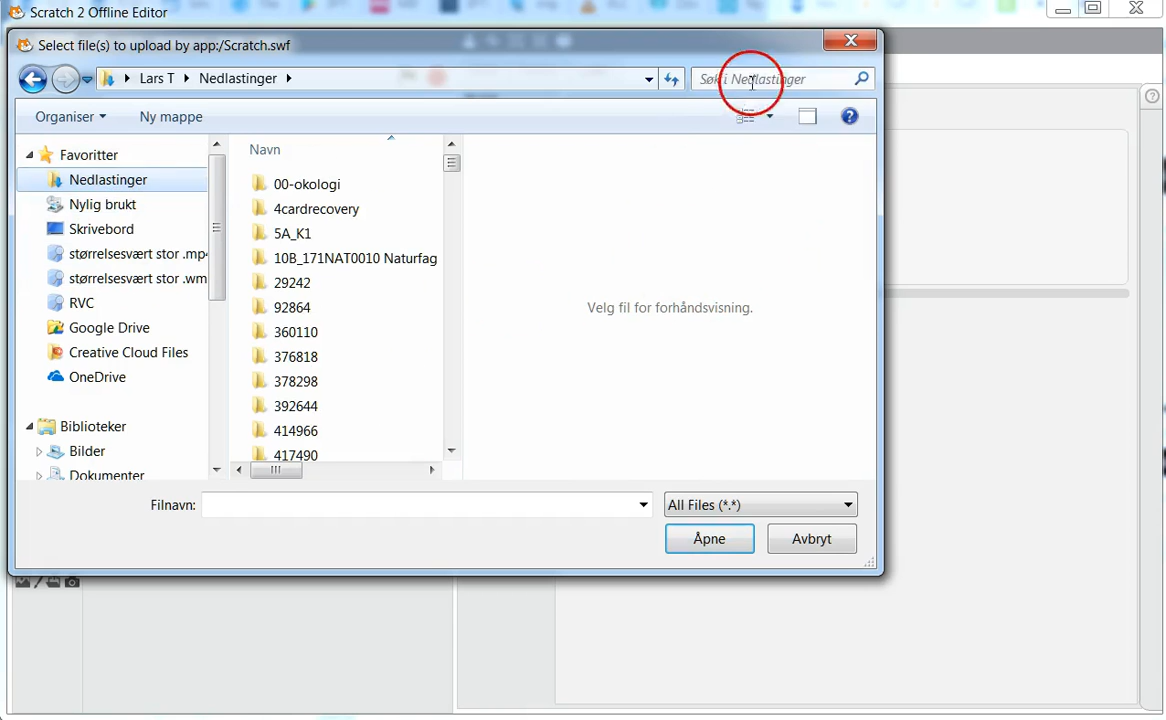 Scratch 2 Offline Editor
Select file(s) to upload by app:/Scratch.swf
Lars T
Nedlastinger
Søk i Nedlastinger
Organiser
Ny mappe
Favoritter
Nedlastinger
Nylig brukt
Skrivebord
størrelsesvært stor .mp4
størrelsesvært stor .wm
RVC
Google Drive
Creative Cloud Files
OneDrive
Biblioteker
Bilder
Dokumenter
Navn
00-okologi
4cardrecovery
5A_K1
10B_171NAT0010 Naturfag
29242
92864
360110
376818
378298
392644
414966
417490
Velg fil for forhåndsvisning.
Filnavn:
All Files (*.*)
Åpne
Avbryt